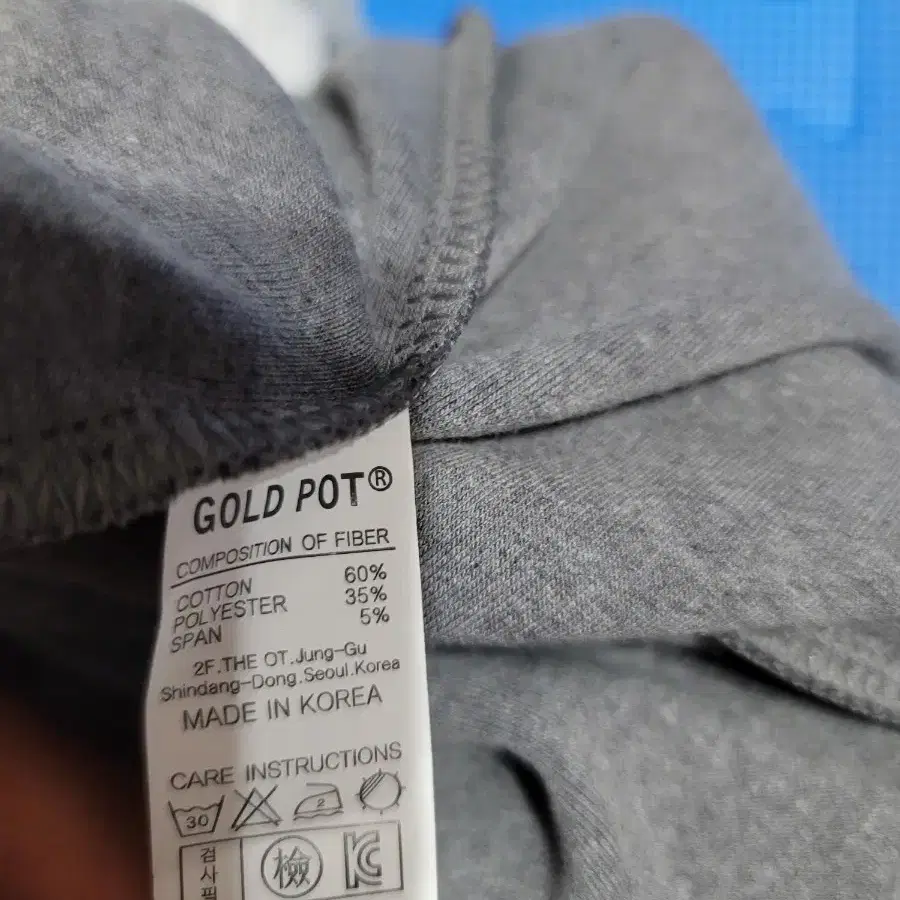 GOLD POT®
COMPOSITION OF FIBER
COTTON 60%
POLYESTER 35%
SPAN 5%
2F.THE OT.Jung-Gu
Shindang-Dong.Seoul.Korea
MADE IN KOREA
CARE INSTRUCTIONS
30 2
검사필 檢 KC